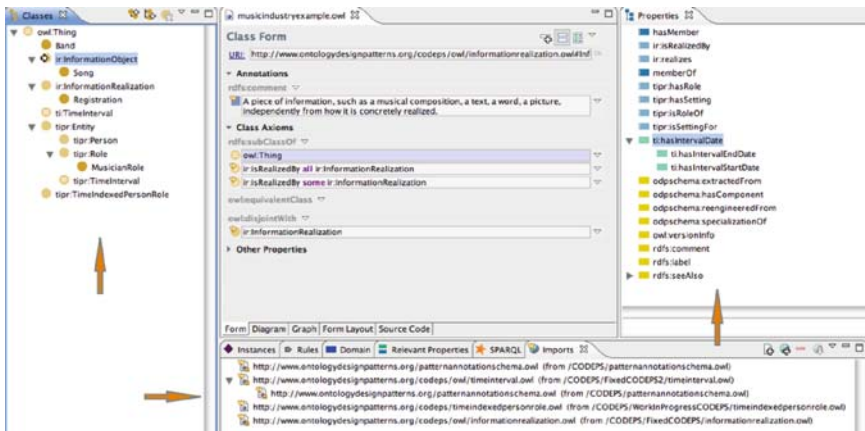 Classes
owl:Thing
Band
ir:InformationObject
Song
ir:InformationRealization
Registration
ti:TimeInterval
tipr:Entity
tipr:Person
tipr:Role
MusicianRole
tipr:TimeInterval
tipr:TimeIndexedPersonRole
musicindustryexample.owl
Class Form
URI: http://www.ontologydesignpatterns.org/codeps/owl/informationrealization.owl#Inf
Annotations
rdfs:comment
A piece of information, such as a musical composition, a text, a word, a picture,
independently from how it is concretely realized.
Class Axioms
rdfs:subClassOf
owl:Thing
ir:isRealizedBy all ir:InformationRealization
ir:isRealizedBy some ir:InformationRealization
owl:equivalentClass
owl:disjointWith
ir:InformationRealization
Other Properties
Form Diagram Graph Form Layout Source Code
Properties
hasMember
ir:isRealizedBy
ir:realizes
memberOf
tipr:hasRole
tipr:hasSetting
tipr:isRoleOf
tipr:isSettingFor
ti:hasIntervalDate
ti:hasIntervalEndDate
ti:hasIntervalStartDate
odpschema:extractedFrom
odpschema:hasComponent
odpschema:reengineeredFrom
odpschema:specializationOf
owl:versionInfo
rdfs:comment
rdfs:label
rdfs:seeAlso
Instances Rules Domain Relevant Properties SPARQL Imports
http://www.ontologydesignpatterns.org/patternannotationschema.owl (from /CODEPS/patternannotationschema.owl)
http://www.ontologydesignpatterns.org/codeps/owl/timeinterval.owl (from /CODEPS/FixedCODEPS2/timeinterval.owl)
http://www.ontologydesignpatterns.org/patternannotationschema.owl (from /CODEPS/patternannotationschema.owl)
http://www.ontologydesignpatterns.org/codeps/timeindexedpersonrole.owl (from /CODEPS/WorkInProgressCODEPS/timeindexedpersonrole.owl)
http://www.ontologydesignpatterns.org/codeps/owl/informationrealization.owl (from /CODEPS/FixedCODEPS/informationrealization.owl)